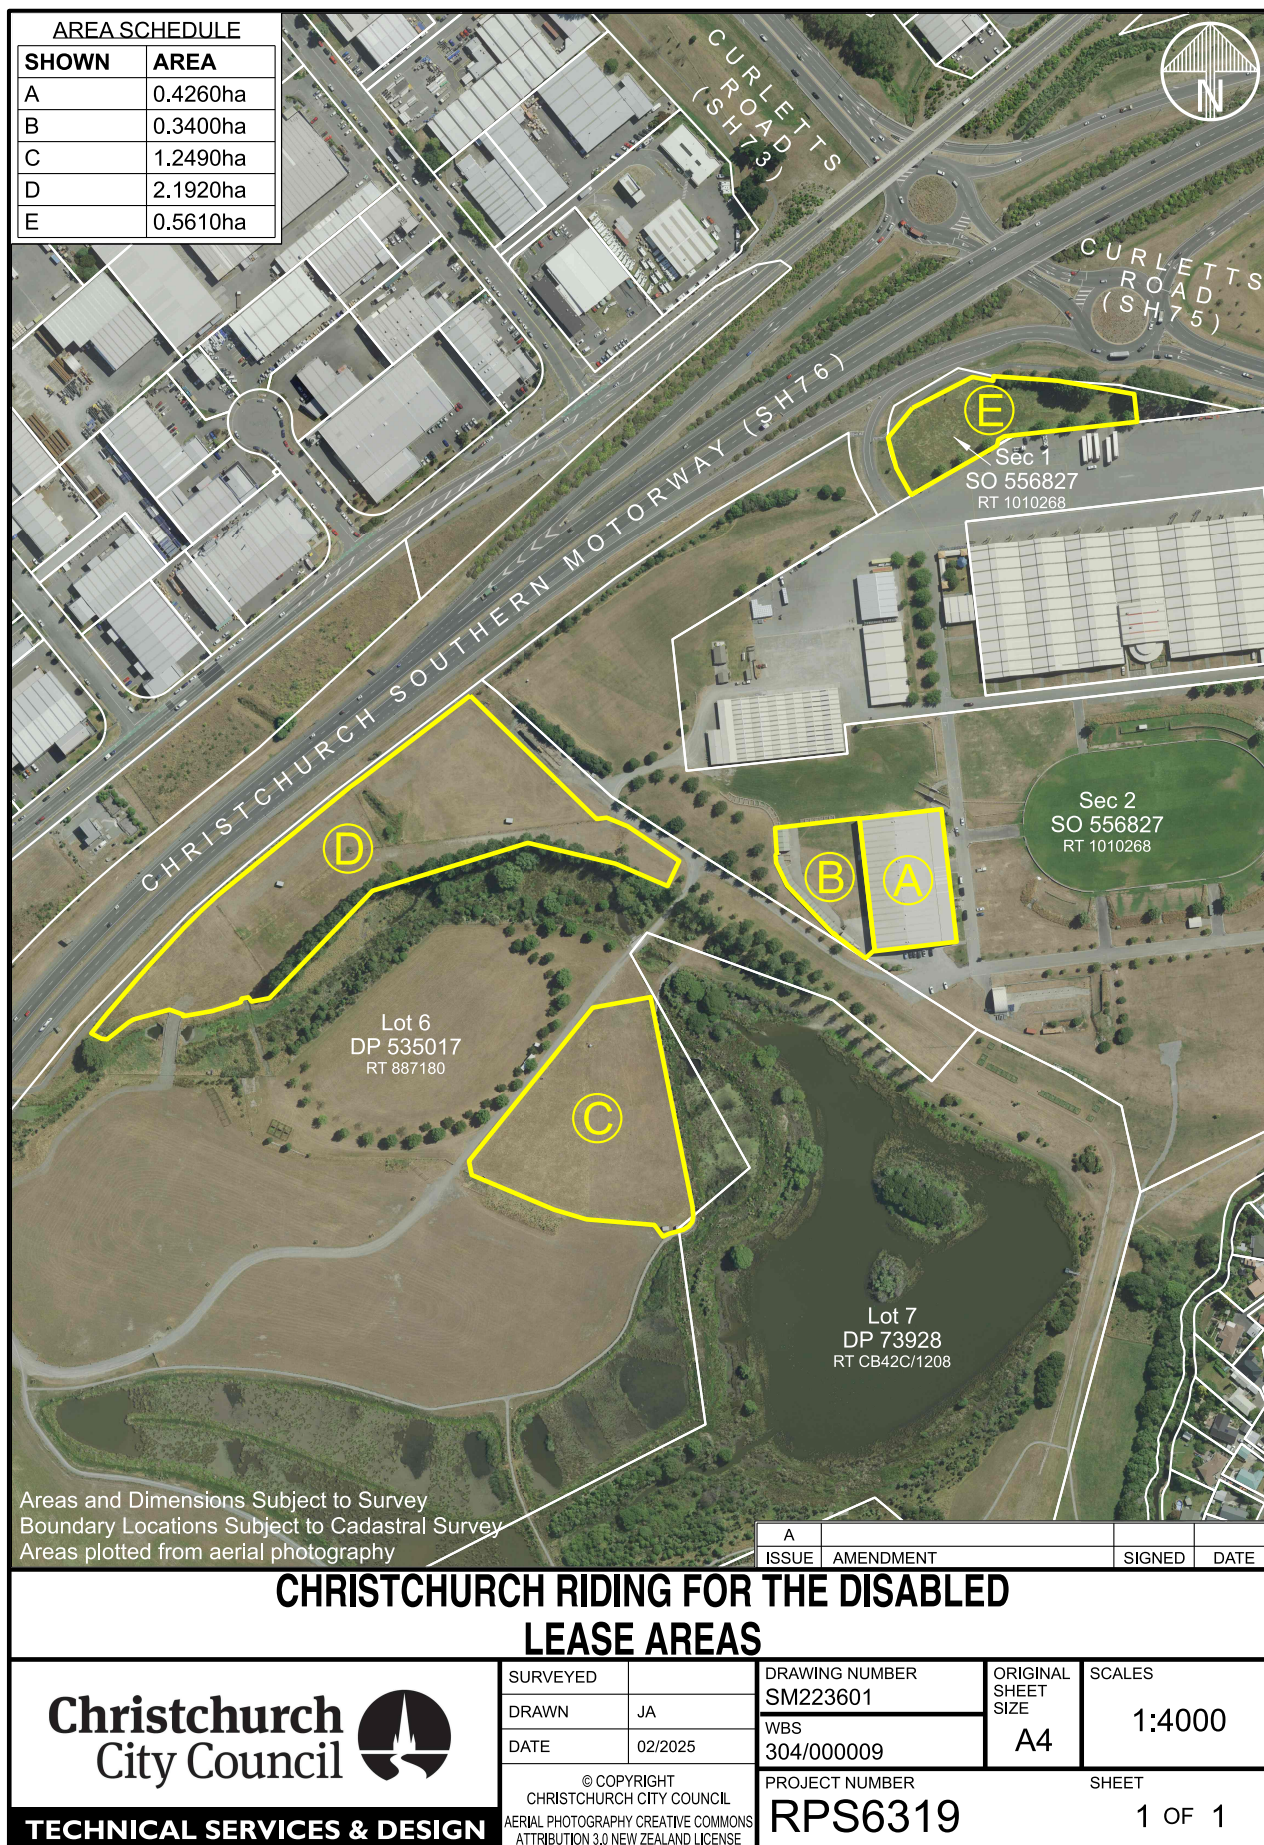 AREA SCHEDULE
SHOWN AREA
A 0.4260ha
B 0.3400ha
C 1.2490ha
D 2.1920ha
E 0.5610ha
CURLETTS
ROAD
(SH73)
N
CURLETTS
ROAD
(SH75)
CHRISTCHURCH SOUTHERN MOTORWAY (SH76)
E
Sec 1
SO 556827
RT 1010268
Sec 2
SO 556827
RT 1010268
D
B
A
Lot 6
DP 535017
RT 887180
C
Lot 7
DP 73928
RT CB42C/1208
Areas and Dimensions Subject to Survey
Boundary Locations Subject to Cadastral Survey
Areas plotted from aerial photography
A
ISSUE AMENDMENT SIGNED DATE
CHRISTCHURCH RIDING FOR THE DISABLED
LEASE AREAS
Christchurch
City Council
TECHNICAL SERVICES & DESIGN
SURVEYED
DRAWN JA
DATE 02/2025
© COPYRIGHT
CHRISTCHURCH CITY COUNCIL
AERIAL PHOTOGRAPHY CREATIVE COMMONS
ATTRIBUTION 3.0 NEW ZEALAND LICENSE
DRAWING NUMBER
SM223601
WBS
304/000009
ORIGINAL
SHEET
SIZE
A4
SCALES
1:4000
PROJECT NUMBER
RPS6319
SHEET
1 OF 1